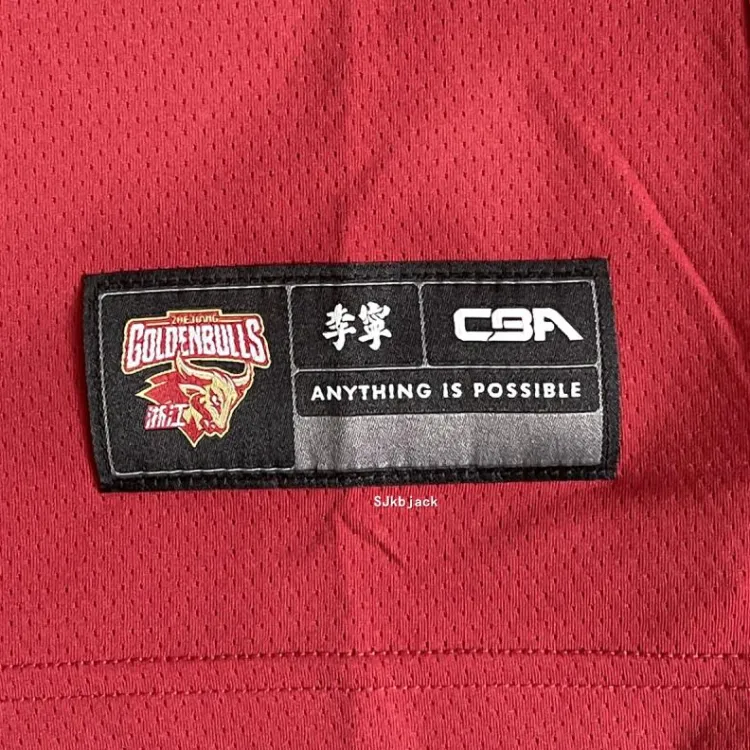 ZHEJIANG
GOLDENBULLS
浙江
李寧
CBA
ANYTHING IS POSSIBLE
SJkbjack